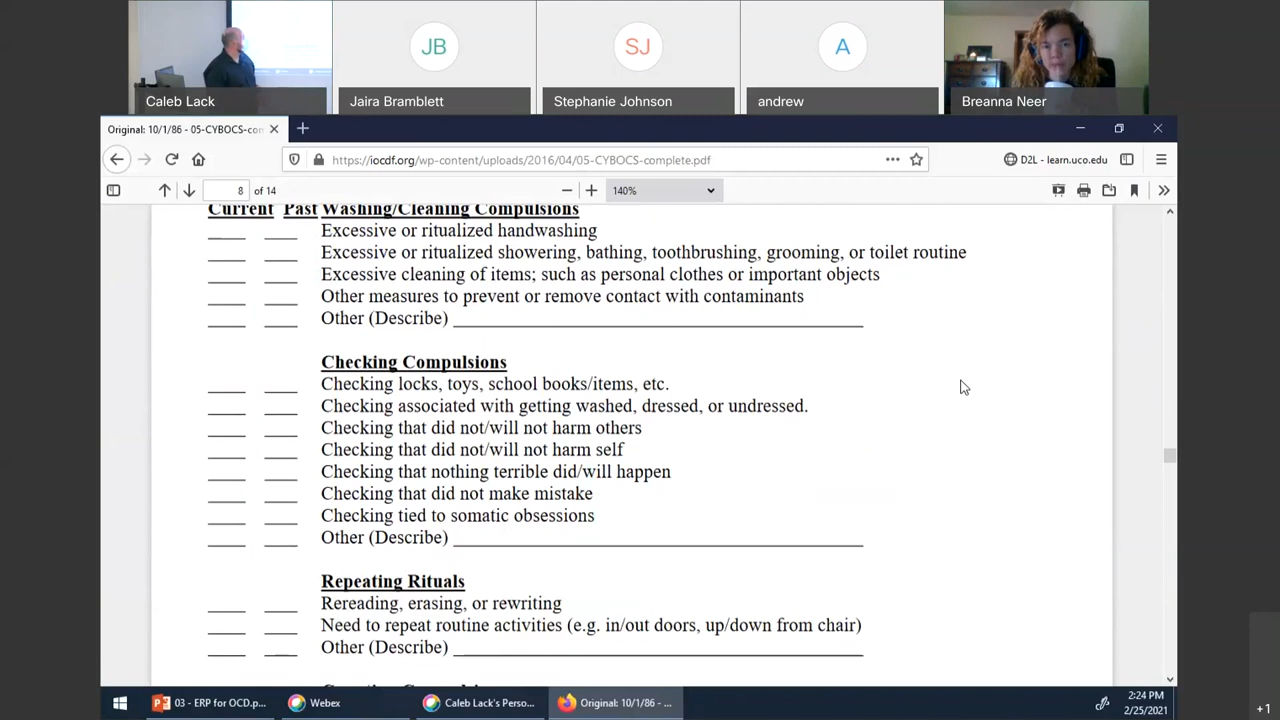 JB
SJ
A
Caleb Lack
Jaira Bramblett
Stephanie Johnson
andrew
Breanna Neer
Original: 10/1/86 - 05-CYBOCS-con
https://iocdf.org/wp-content/uploads/2016/04/05-CYBOCS-complete.pdf
D2L - learn.uco.edu
8 of 14
140%
Current Past Washing/Cleaning Compulsions
Excessive or ritualized handwashing
Excessive or ritualized showering, bathing, toothbrushing, grooming, or toilet routine
Excessive cleaning of items; such as personal clothes or important objects
Other measures to prevent or remove contact with contaminants
Other (Describe)
Checking Compulsions
Checking locks, toys, school books/items, etc.
Checking associated with getting washed, dressed, or undressed.
Checking that did not/will not harm others
Checking that did not/will not harm self
Checking that nothing terrible did/will happen
Checking that did not make mistake
Checking tied to somatic obsessions
Other (Describe)
Repeating Rituals
Rereading, erasing, or rewriting
Need to repeat routine activities (e.g. in/out doors, up/down from chair)
Other (Describe)
03 - ERP for OCD.p...
Webex
Caleb Lack's Perso...
Original: 10/1/86 - ...
2:24 PM
2/25/2021
+1